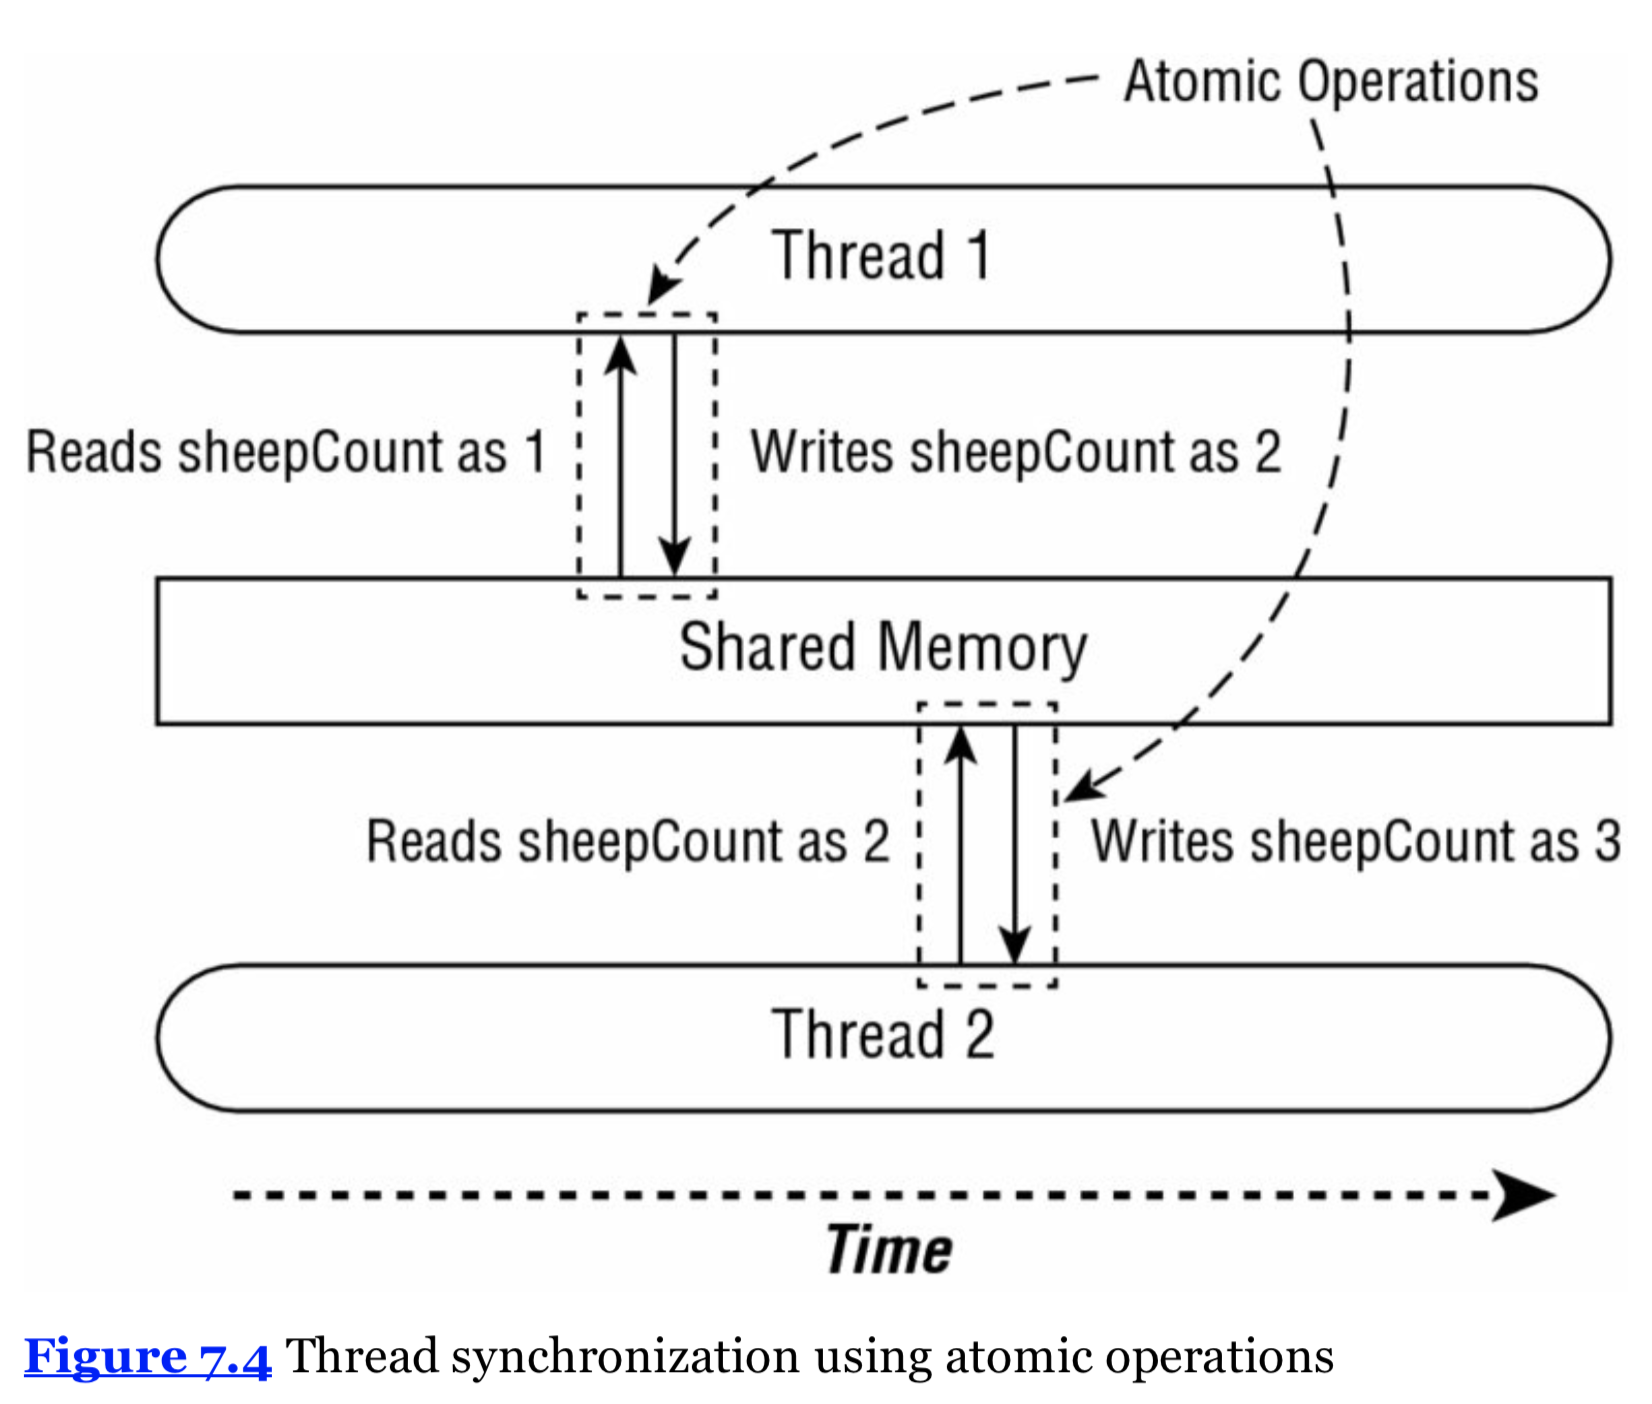 Atomic Operations
Thread 1
Reads sheepCount as 1
Writes sheepCount as 2
Shared Memory
Reads sheepCount as 2
Writes sheepCount as 3
Thread 2
Time
Figure 7.4 Thread synchronization using atomic operations